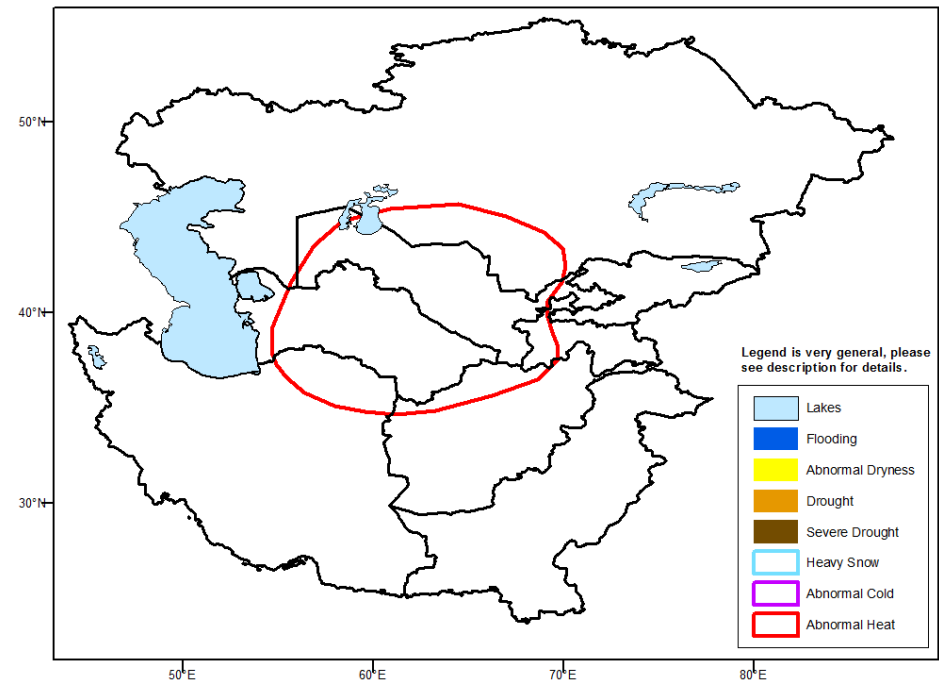 50°N
40°N
30°N
50°E
60°E
70°E
80°E
Legend is very general, please
see description for details.
Lakes
Flooding
Abnormal Dryness
Drought
Severe Drought
Heavy Snow
Abnormal Cold
Abnormal Heat